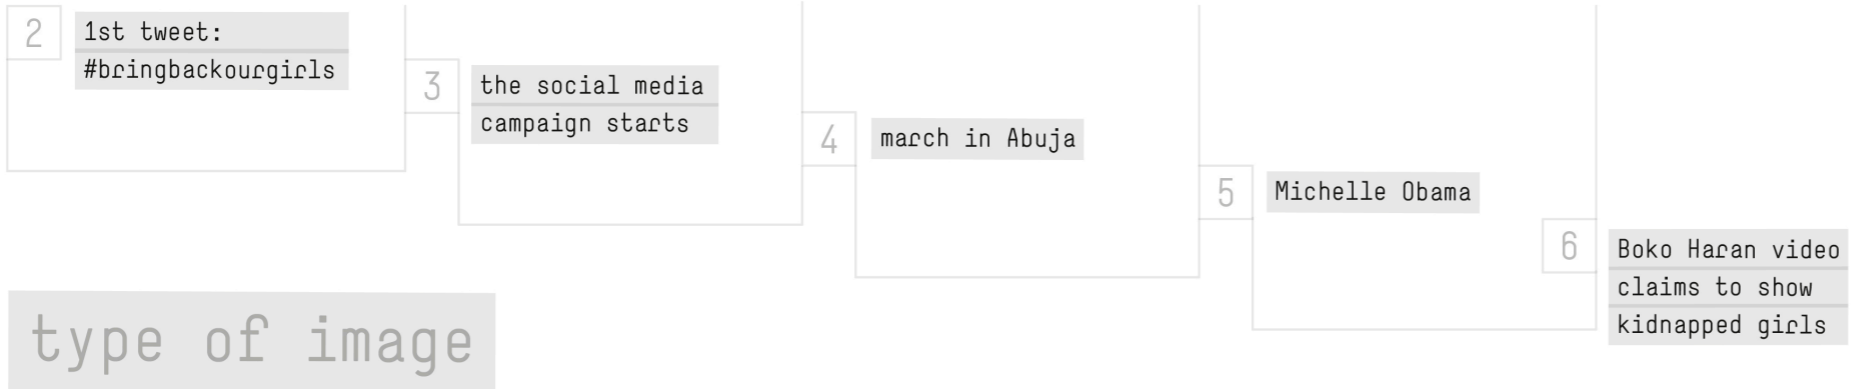 2
1st tweet:
#bringbackourgirls
3
the social media
campaign starts
4
march in Abuja
5
Michelle Obama
6
Boko Haran video
claims to show
kidnapped girls
type of image